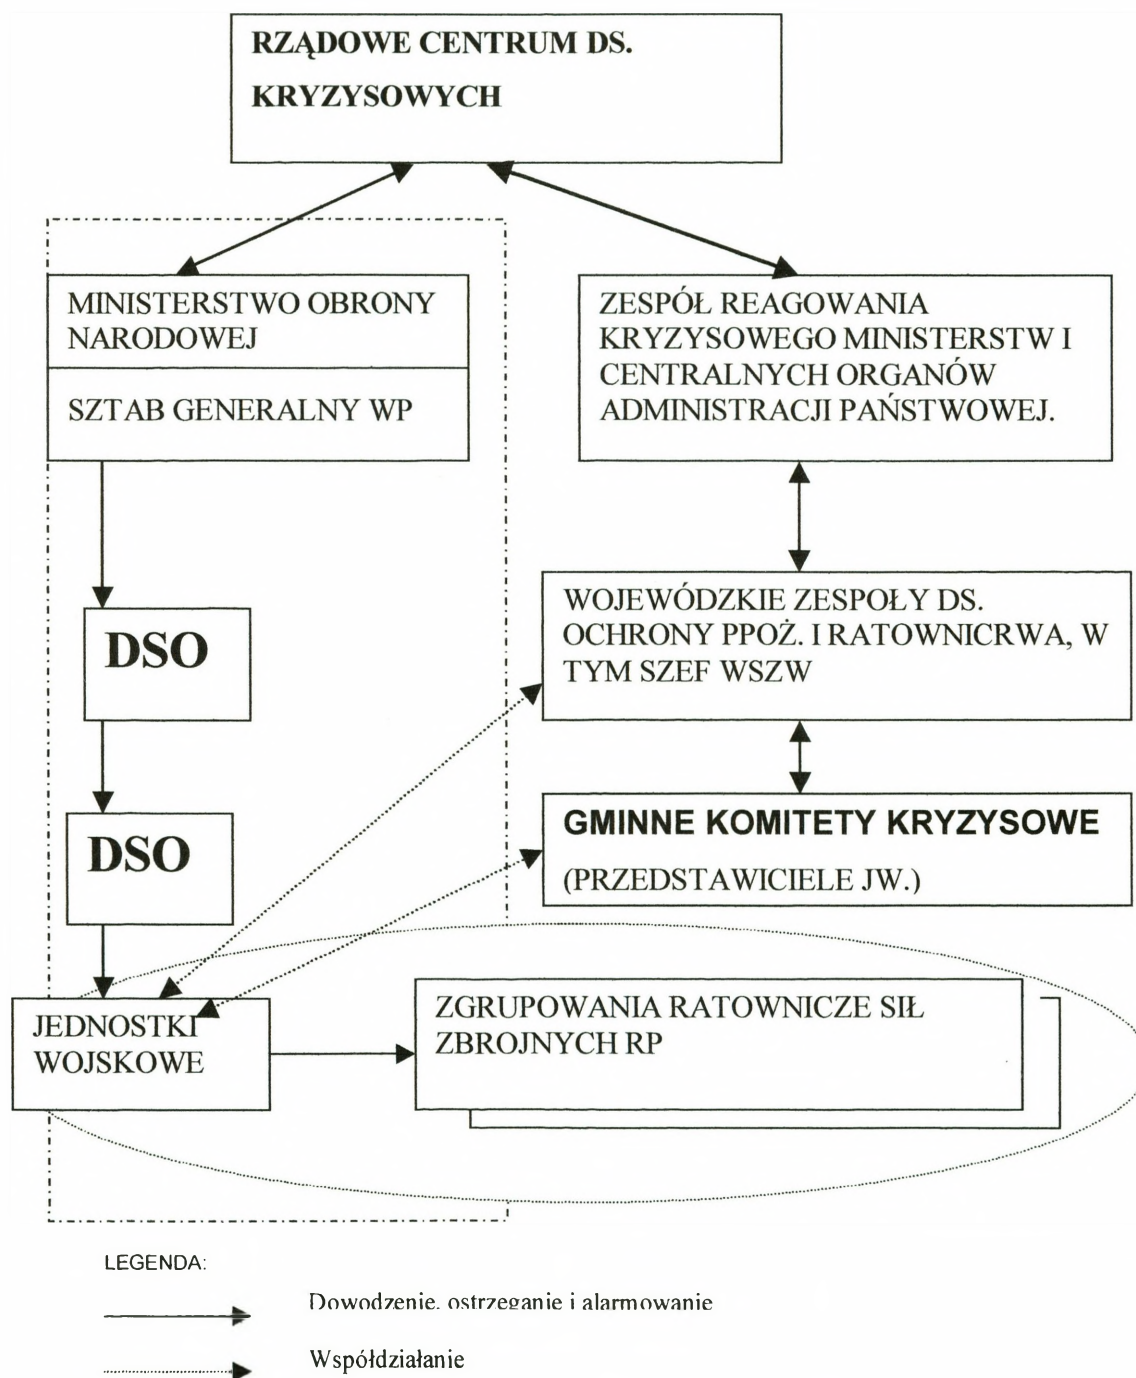 RZĄDOWE CENTRUM DS.
KRYZYSOWYCH
MINISTERSTWO OBRONY
NARODOWEJ
SZTAB GENERALNY WP
ZESPÓŁ REAGOWANIA
KRYZYSOWEGO MINISTERSTW I
CENTRALNYCH ORGANÓW
ADMINISTRACJI PAŃSTWOWEJ.
DSO
WOJEWÓDZKIE ZESPOŁY DS.
OCHRONY PPOŻ. I RATOWNICRWA, W
TYM SZEF WSZW
DSO
GMINNE KOMITETY KRYZYSOWE
(PRZEDSTAWICIELE JW.)
JEDNOSTKI
WOJSKOWE
ZGRUPOWANIA RATOWNICZE SIŁ
ZBROJNYCH RP
LEGENDA:
Dowodzenie, ostrzeganie i alarmowanie
Współdziałanie